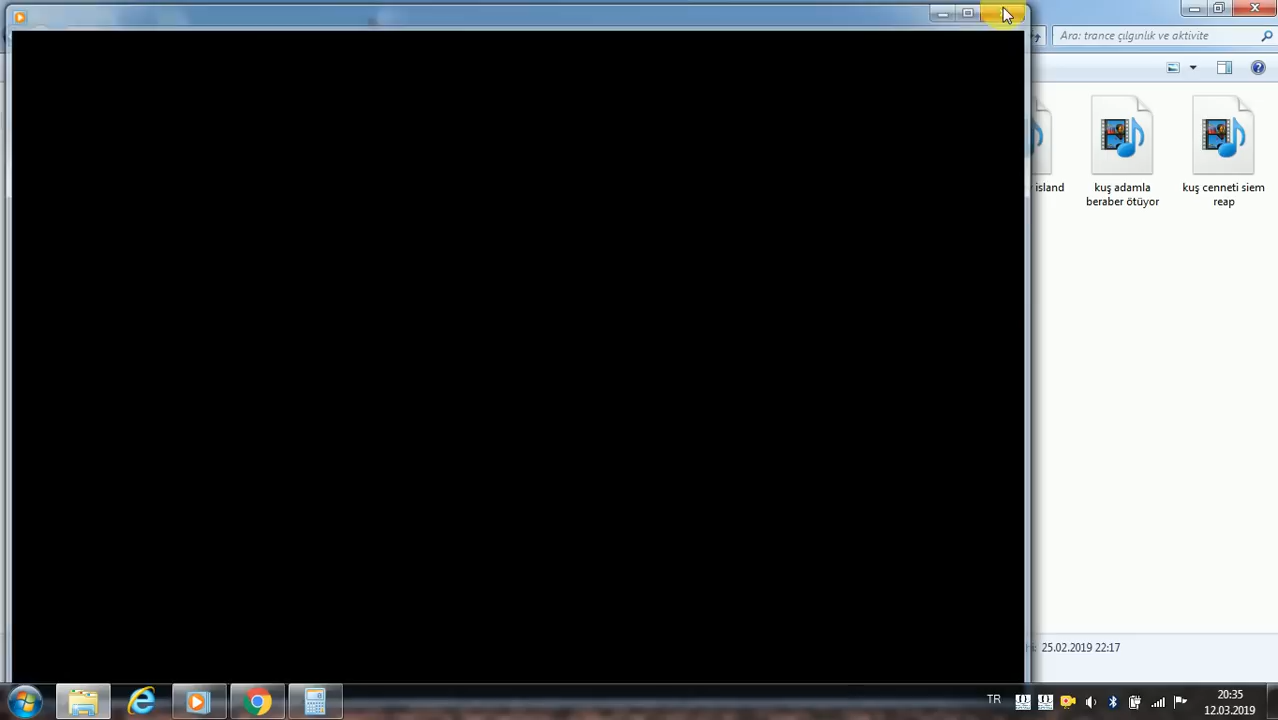 Ara: trance çılgınlık ve aktivite
island
kuş adamla
beraber ötüyor
kuş cenneti siem
reap
25.02.2019 22:17
TR
20:35
12.03.2019